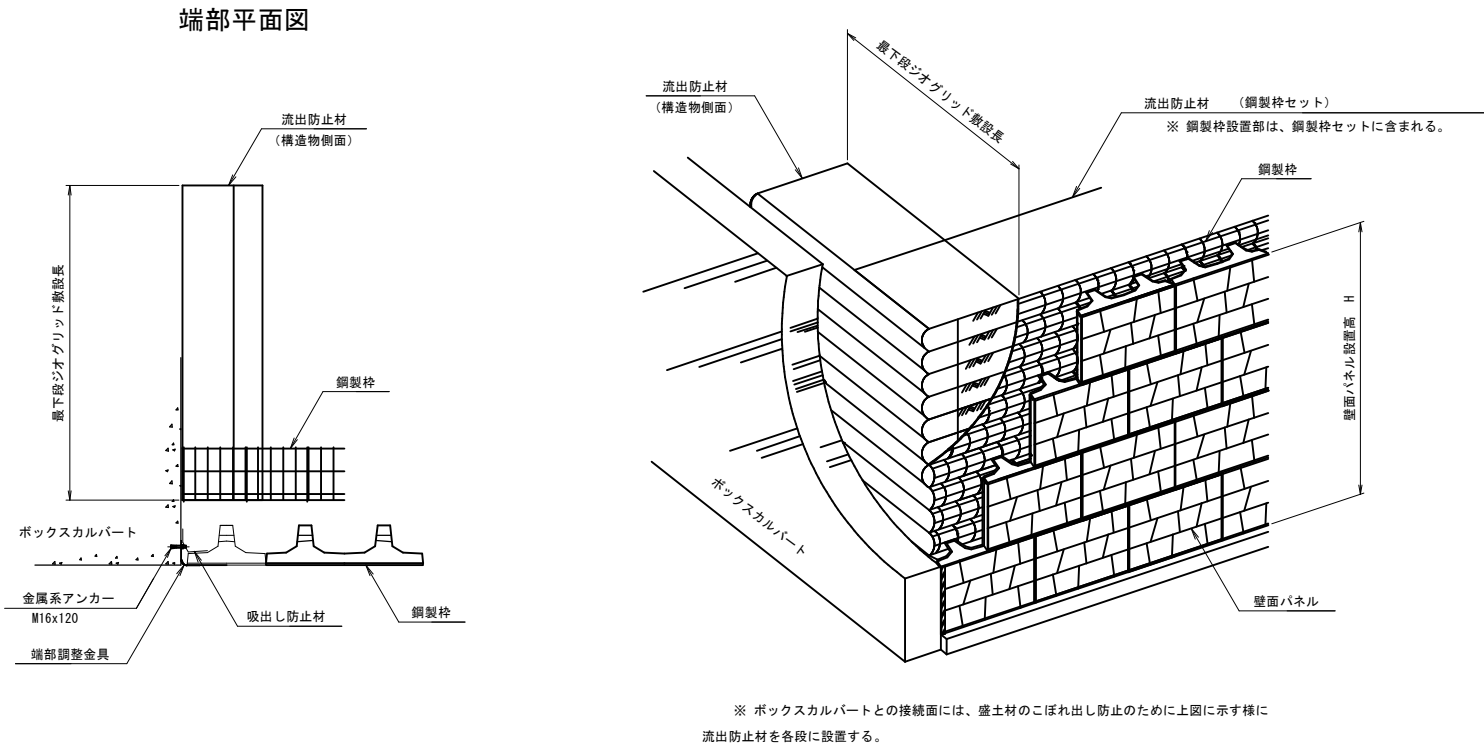 端部平面図
流出防止材
(構造物側面)
最下段ジオグリッド敷設長
鋼製枠
ボックスカルバート
金属系アンカー
M16x120
吸出し防止材
鋼製枠
端部調整金具
流出防止材
(構造物側面)
最下段ジオグリッド敷設長
流出防止材 (鋼製枠セット)
※ 鋼製枠設置部は、鋼製枠セットに含まれる。
鋼製枠
壁面パネル設置高 H
ボックスカルバート
壁面パネル
※ ボックスカルバートとの接続面には、盛土材のこぼれ出し防止のために上図に示す様に
流出防止材を各段に設置する。